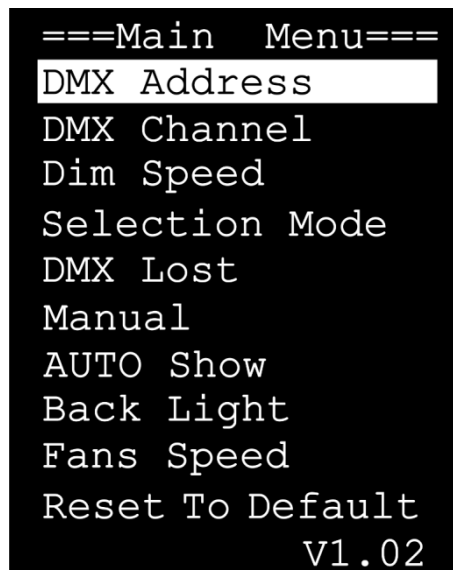 ===Main Menu===
DMX Address
DMX Channel
Dim Speed
Selection Mode
DMX Lost
Manual
AUTO Show
Back Light
Fans Speed
Reset To Default
V1.02